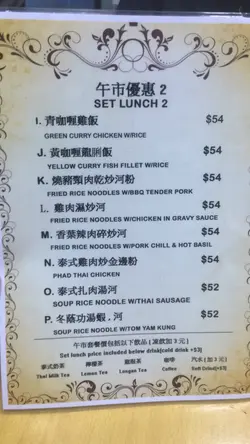 午市優惠 2
SET LUNCH 2
I. 青咖喱雞飯 $54
GREEN CURRY CHICKEN W/RICE
J. 黃咖喱龍脷飯 $54
YELLOW CURRY FISH FILLET W/RICE
K. 燒豬頸肉乾炒河粉 $54
FRIED RICE NOODLES W/BBQ TENDER PORK
L. 雞肉濕炒河 $54
FRIED RICE NOODLES W/CHICKEN IN GRAVY SAUCE
M. 香葉辣肉碎炒河 $54
FRIED RICE NOODLES W/PORK CHILL & HOT BASIL
N. 泰式雞肉炒金邊粉 $54
PHAD THAI CHICKEN
O. 泰式扎肉湯河 $52
SOUP RICE NOODLE W/THAI SAUSAGE
P. 冬蔭功湯蝦，河 $52
SOUP RICE NOODLE W/TOM YAM KUNG
午市套餐價包括以下飲品 ( 凍飲加 3 元 )
Set lunch price included below drink(cold drink +$3)
泰式奶茶 檸檬茶 龍眼茶 咖啡 汽水 ( 加 3 元 )
Thai Milk Tea Lemon Tea Longan Tea Coffee Soft Drink(+$3)